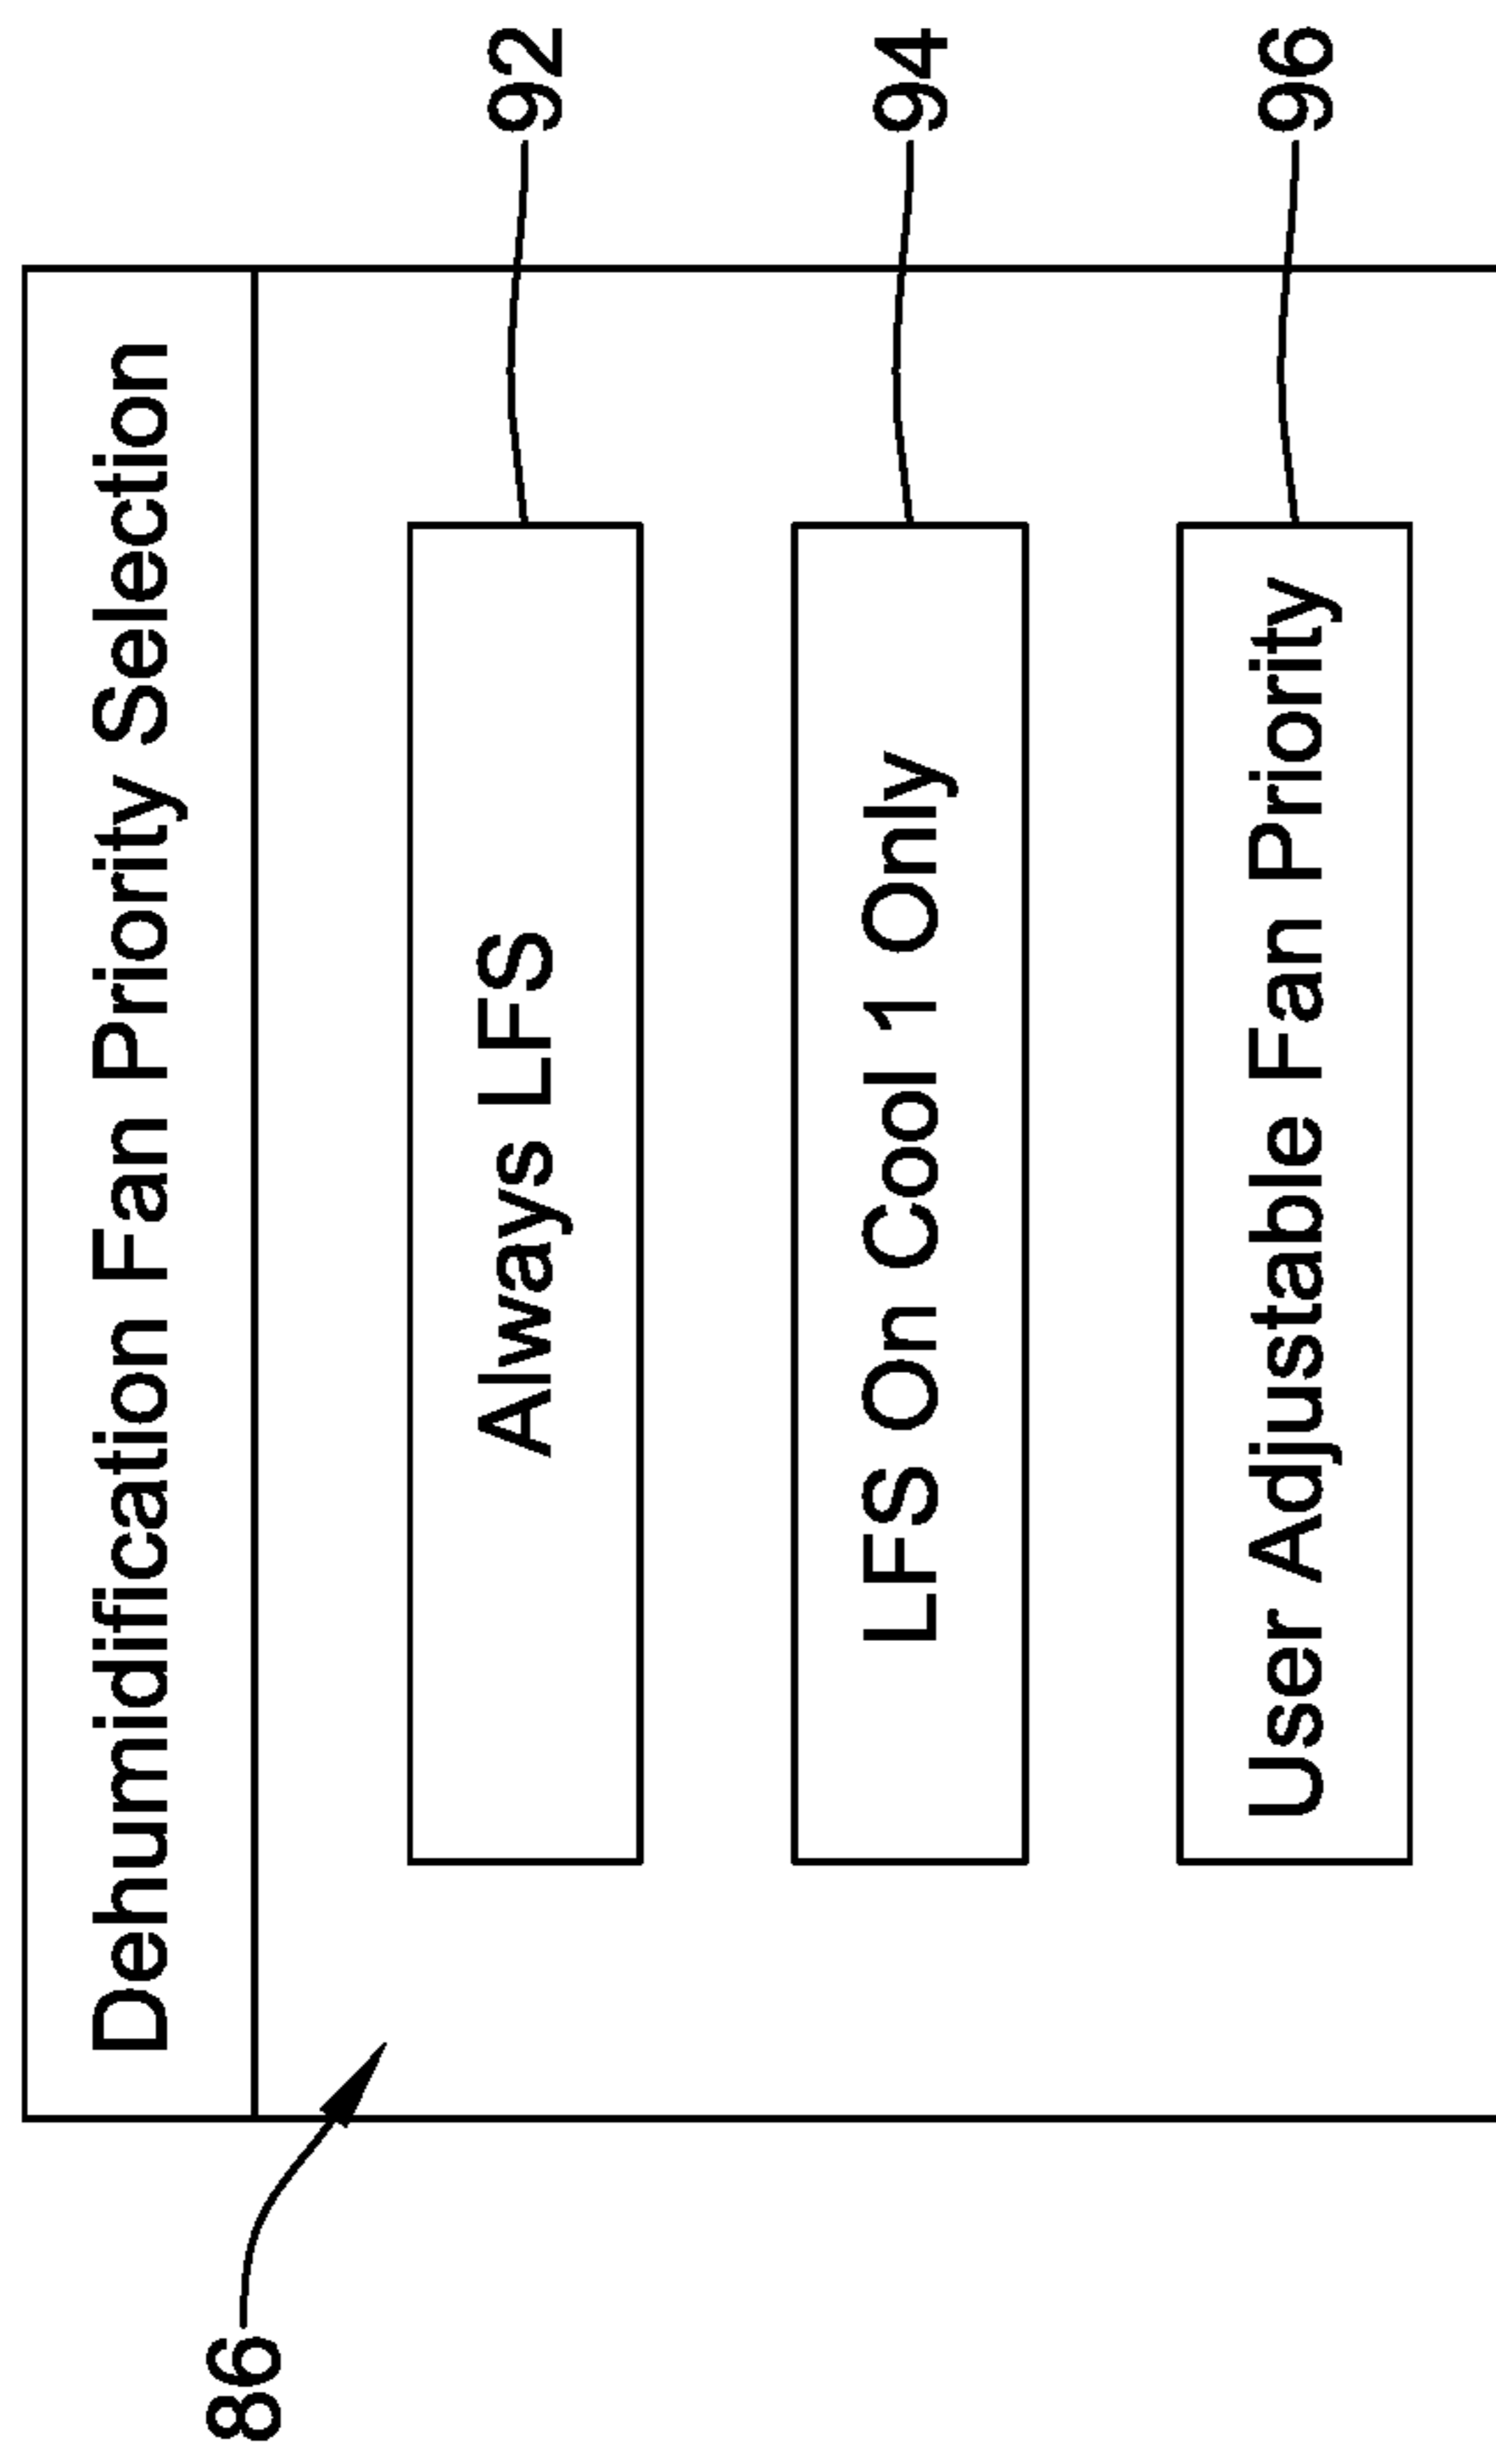 Dehumidification Fan Priority Selection
86
Always LFS
92
LFS On Cool 1 Only
94
User Adjustable Fan Priority
96